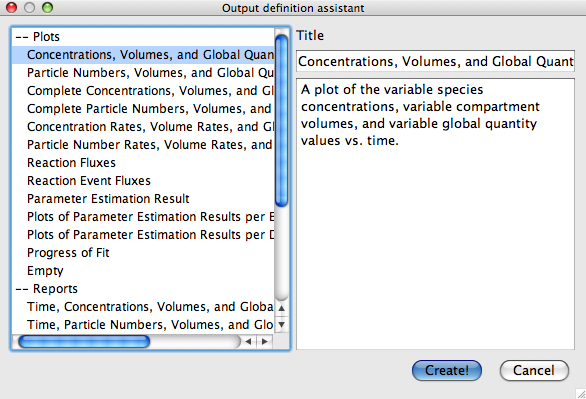 Output definition assistant
-- Plots
Concentrations, Volumes, and Global Quan
Particle Numbers, Volumes, and Global Qu
Complete Concentrations, Volumes, and Gl
Complete Particle Numbers, Volumes, and
Concentration Rates, Volume Rates, and Gl
Particle Number Rates, Volume Rates, and
Reaction Fluxes
Reaction Event Fluxes
Parameter Estimation Result
Plots of Parameter Estimation Results per E
Plots of Parameter Estimation Results per D
Progress of Fit
Empty
-- Reports
Time, Concentrations, Volumes, and Globa
Time, Particle Numbers, Volumes, and Glo
Title
Concentrations, Volumes, and Global Quant
A plot of the variable species
concentrations, variable compartment
volumes, and variable global quantity
values vs. time.
Create!
Cancel